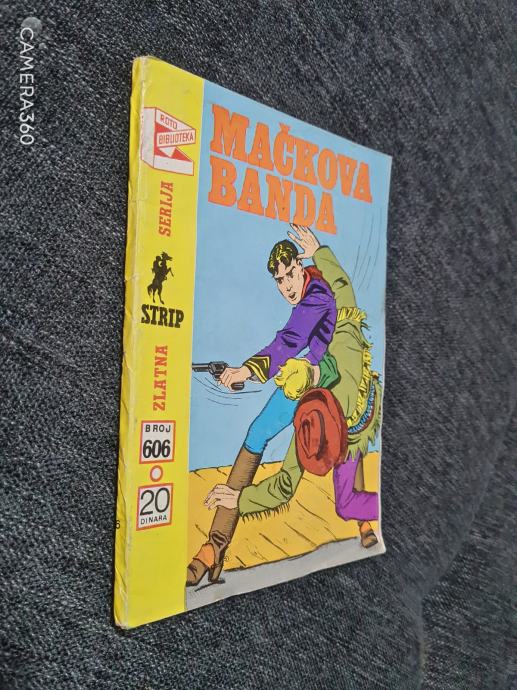 CAMERA360
ROTO
BIBLIOTEKA
MAČKOVA
BANDA
ZLATNA SERIJA
STRIP
BROJ
606
20
DINARA